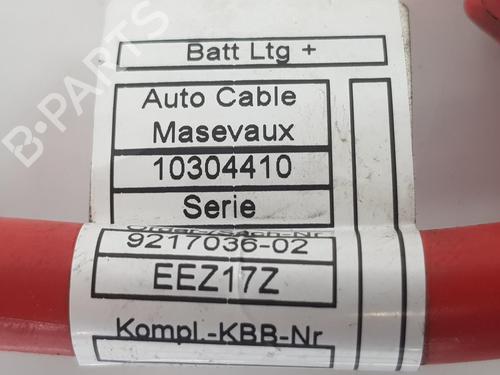 Batt Ltg +
Auto Cable
Masevaux
10304410
Serie
9217036-02
EEZ17Z
Kompl.-KBB-Nr
B-PARTS